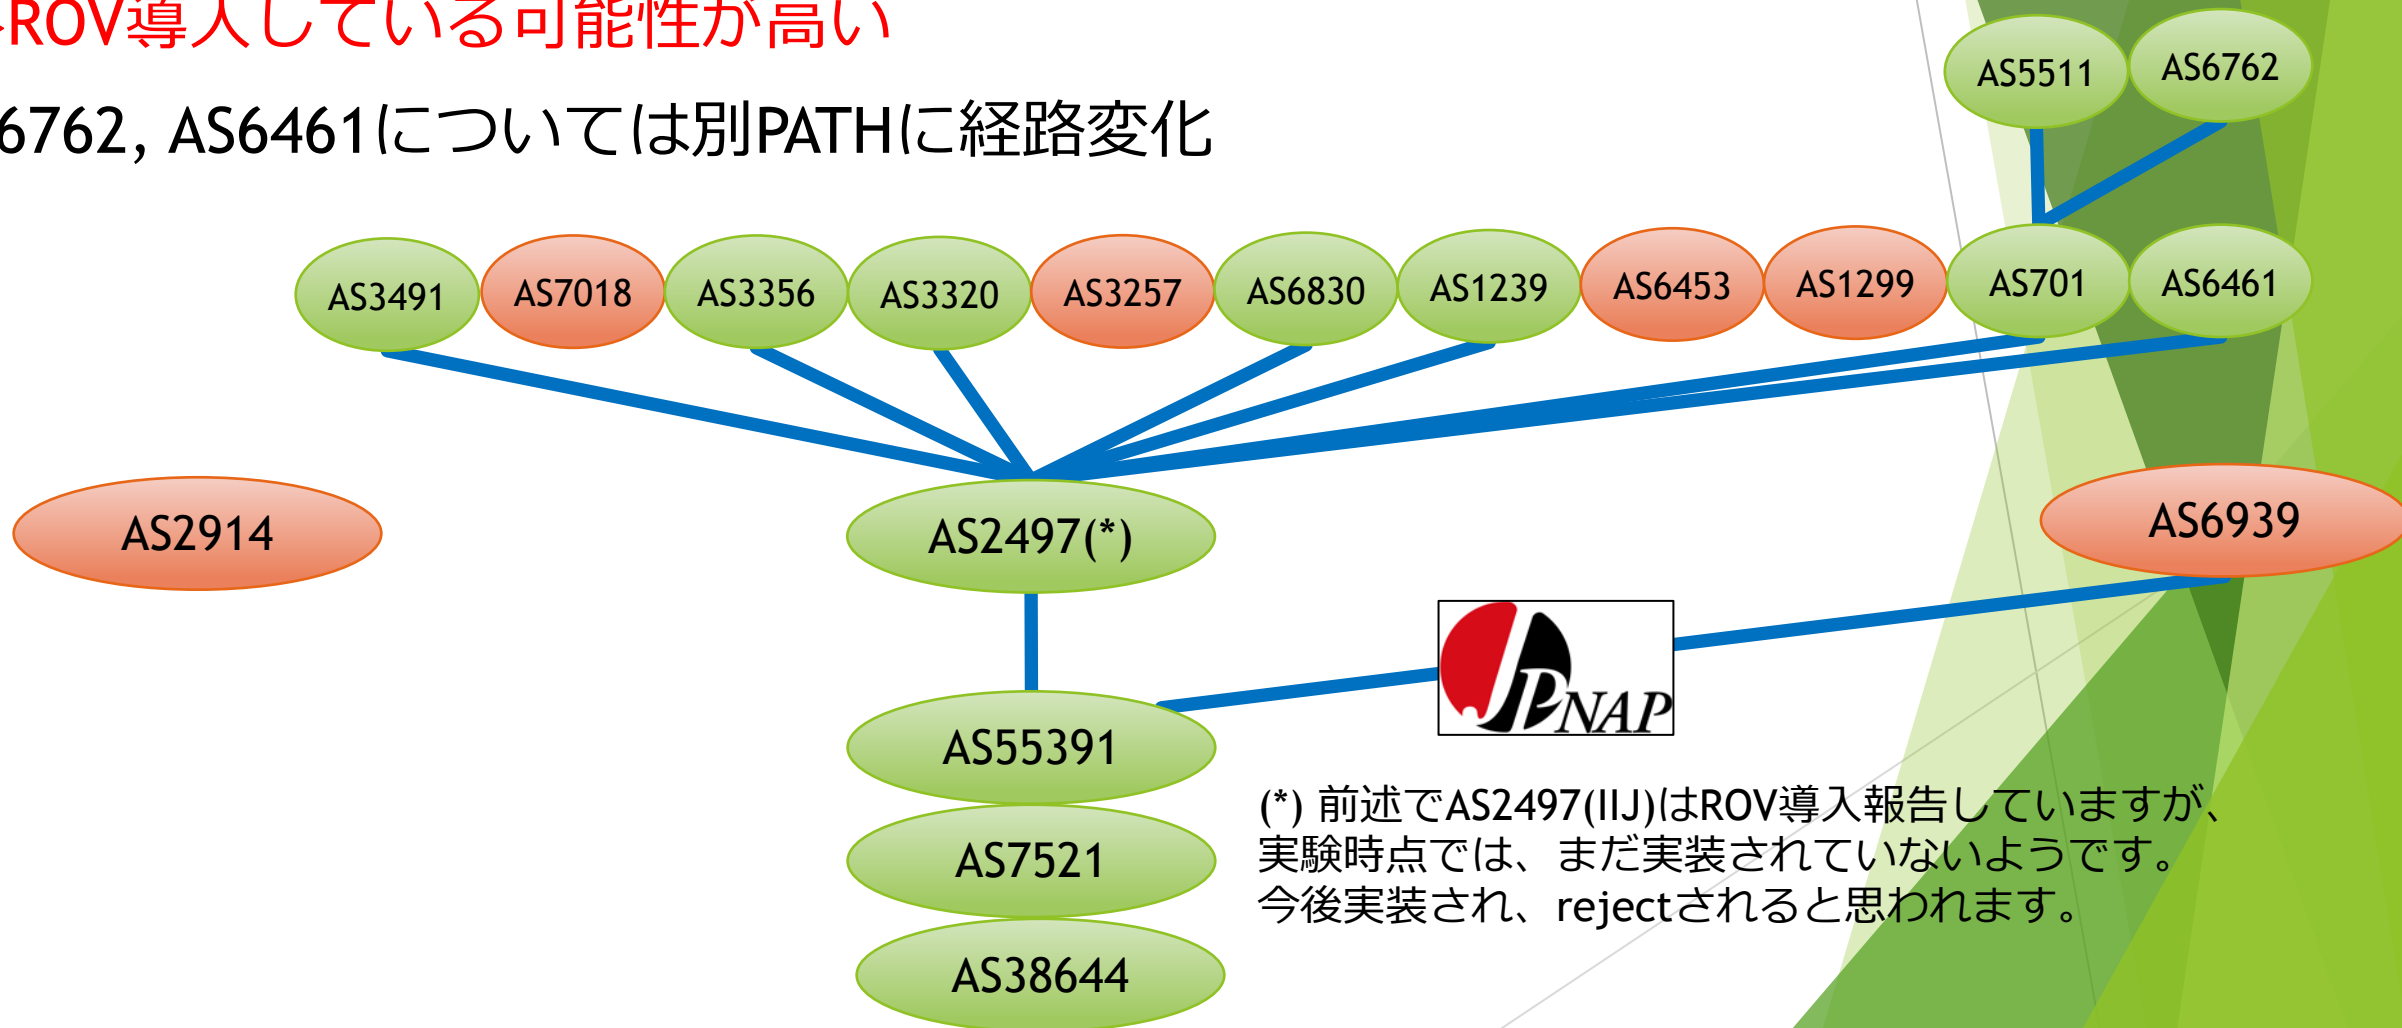 ROV導入している可能性が高い
6762, AS6461については別PATHに経路変化
AS5511
AS6762
AS3491
AS7018
AS3356
AS3320
AS3257
AS6830
AS1239
AS6453
AS1299
AS701
AS6461
AS2914
AS2497(*)
AS6939
JPNAP
AS55391
AS7521
AS38644
(*) 前述でAS2497(IIJ)はROV導入報告していますが、
実験時点では、まだ実装されていないようです。
今後実装され、rejectされると思われます。